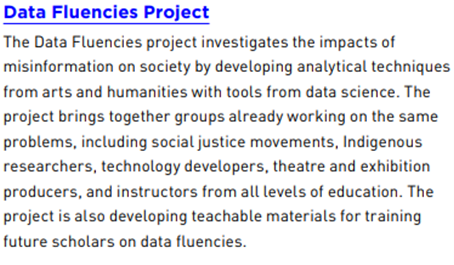 Data Fluencies Project
The Data Fluencies project investigates the impacts of
misinformation on society by developing analytical techniques
from arts and humanities with tools from data science. The
project brings together groups already working on the same
problems, including social justice movements, Indigenous
researchers, technology developers, theatre and exhibition
producers, and instructors from all levels of education. The
project is also developing teachable materials for training
future scholars on data fluencies.